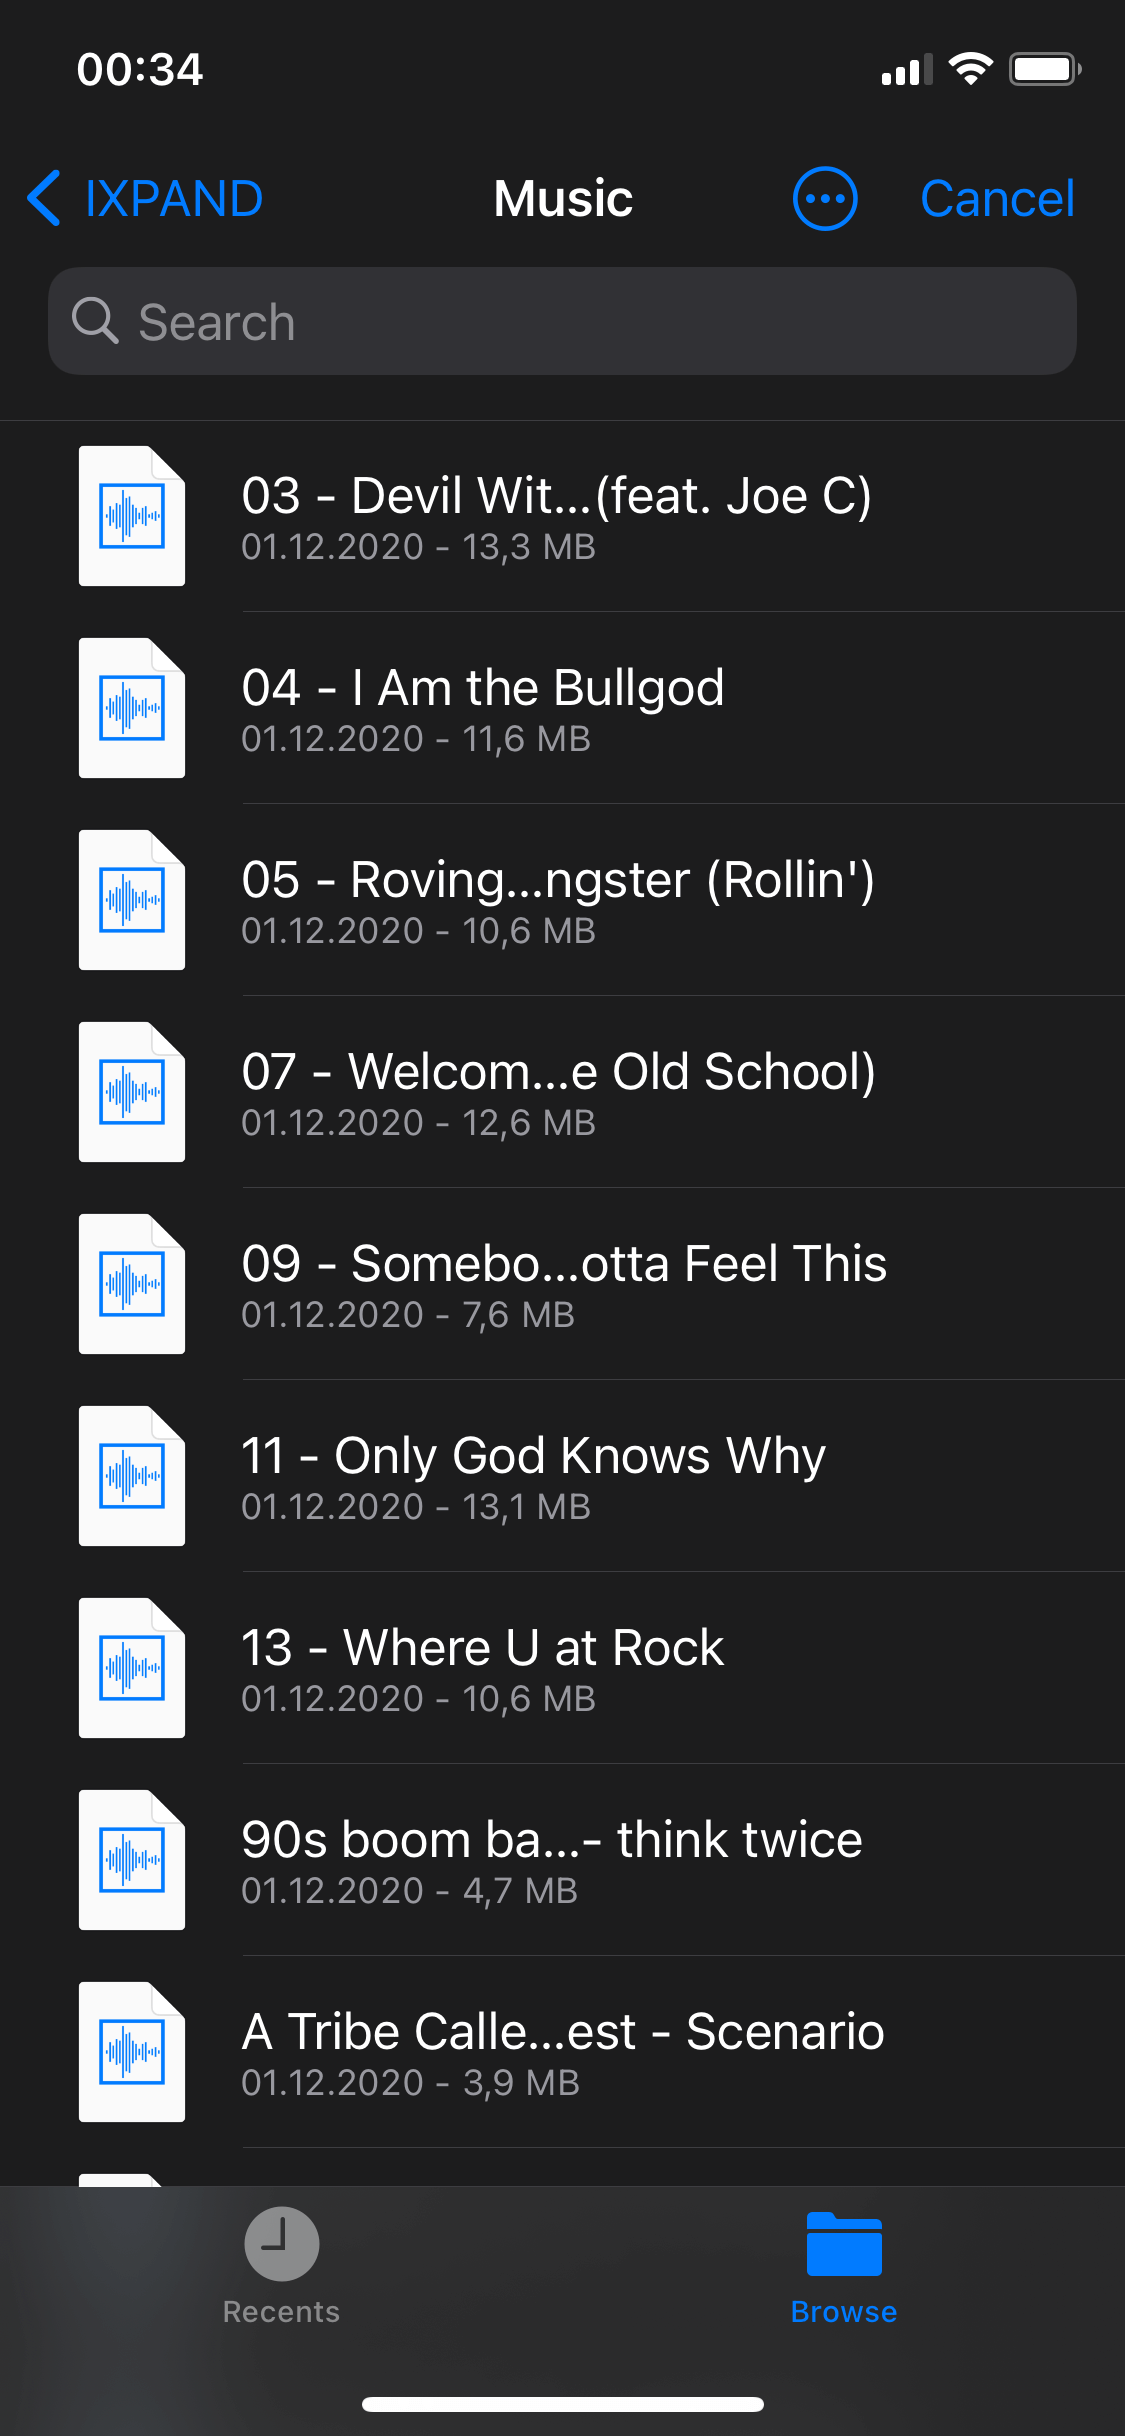 00:34
IXPAND
Music
Cancel
Search
03 - Devil Wit...(feat. Joe C)
01.12.2020 - 13,3 MB
04 - I Am the Bullgod
01.12.2020 - 11,6 MB
05 - Roving...ngster (Rollin')
01.12.2020 - 10,6 MB
07 - Welcom...e Old School)
01.12.2020 - 12,6 MB
09 - Somebo...otta Feel This
01.12.2020 - 7,6 MB
11 - Only God Knows Why
01.12.2020 - 13,1 MB
13 - Where U at Rock
01.12.2020 - 10,6 MB
90s boom ba...- think twice
01.12.2020 - 4,7 MB
A Tribe Calle...est - Scenario
01.12.2020 - 3,9 MB
Recents
Browse